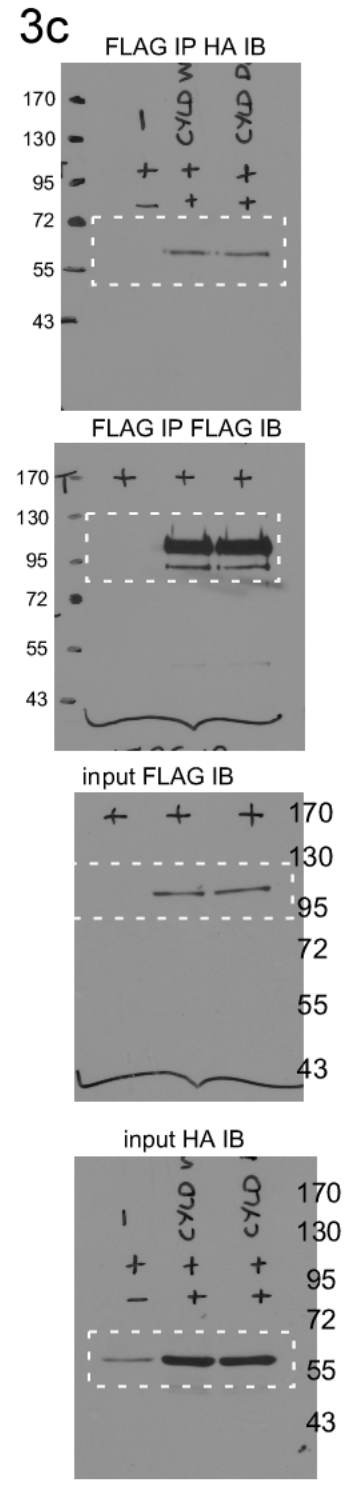 3c
FLAG IP HA IB
170
130
95
72
55
43
— CYLD W CYLD D
+ + +
— + +
FLAG IP FLAG IB
170
130
95
72
55
43
+ + +
input FLAG IB
+ + +
170
130
95
72
55
43
input HA IB
— CYLD CYLD
+ + +
— + +
170
130
95
72
55
43